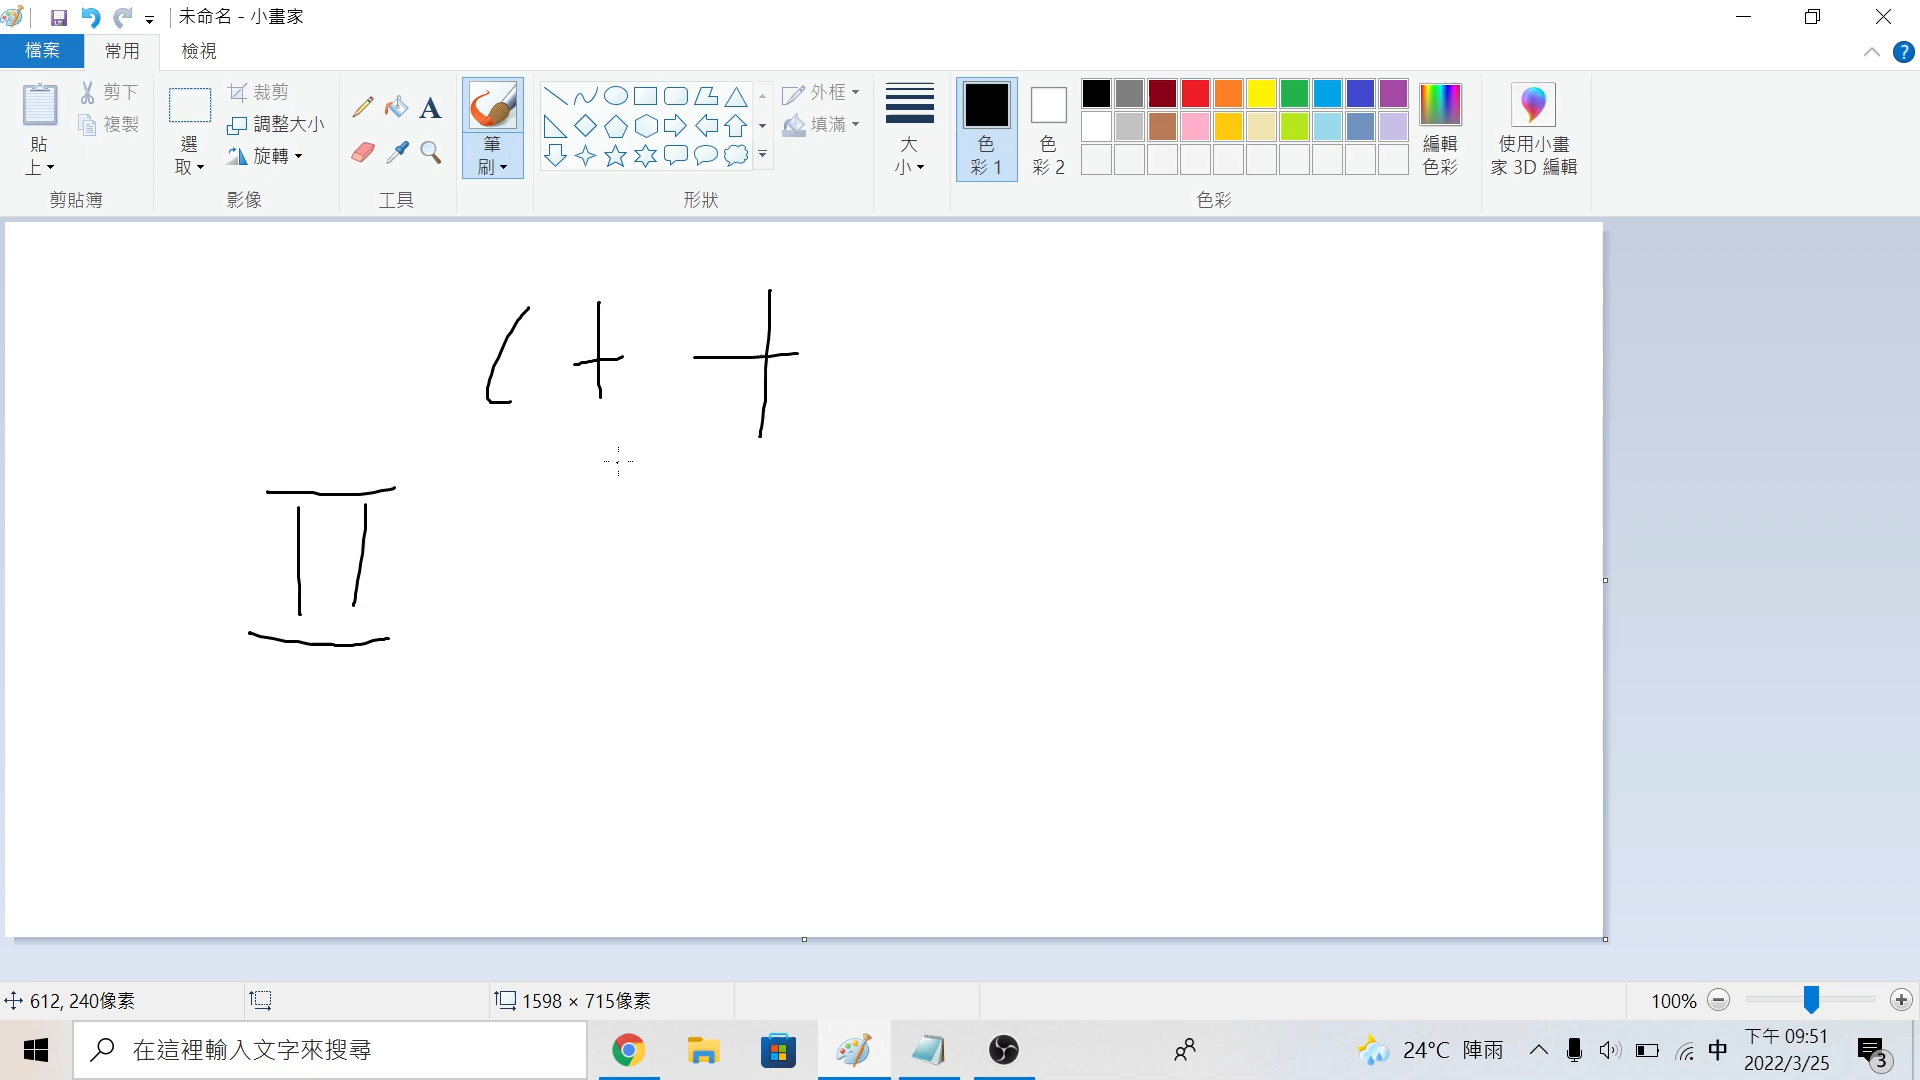 未命名 - 小畫家
檔案 常用 檢視
貼上 剪下 複製 剪貼簿
選取 裁剪 調整大小 旋轉 影像
A 工具
筆刷
形狀 外框 填滿
大小
色彩 1 色彩 2 編輯色彩 色彩
使用小畫家 3D 編輯
C++
II
612, 240像素 1598 × 715像素 100%
在這裡輸入文字來搜尋 24°C 陣雨 中 下午 09:51
2022/3/25 3